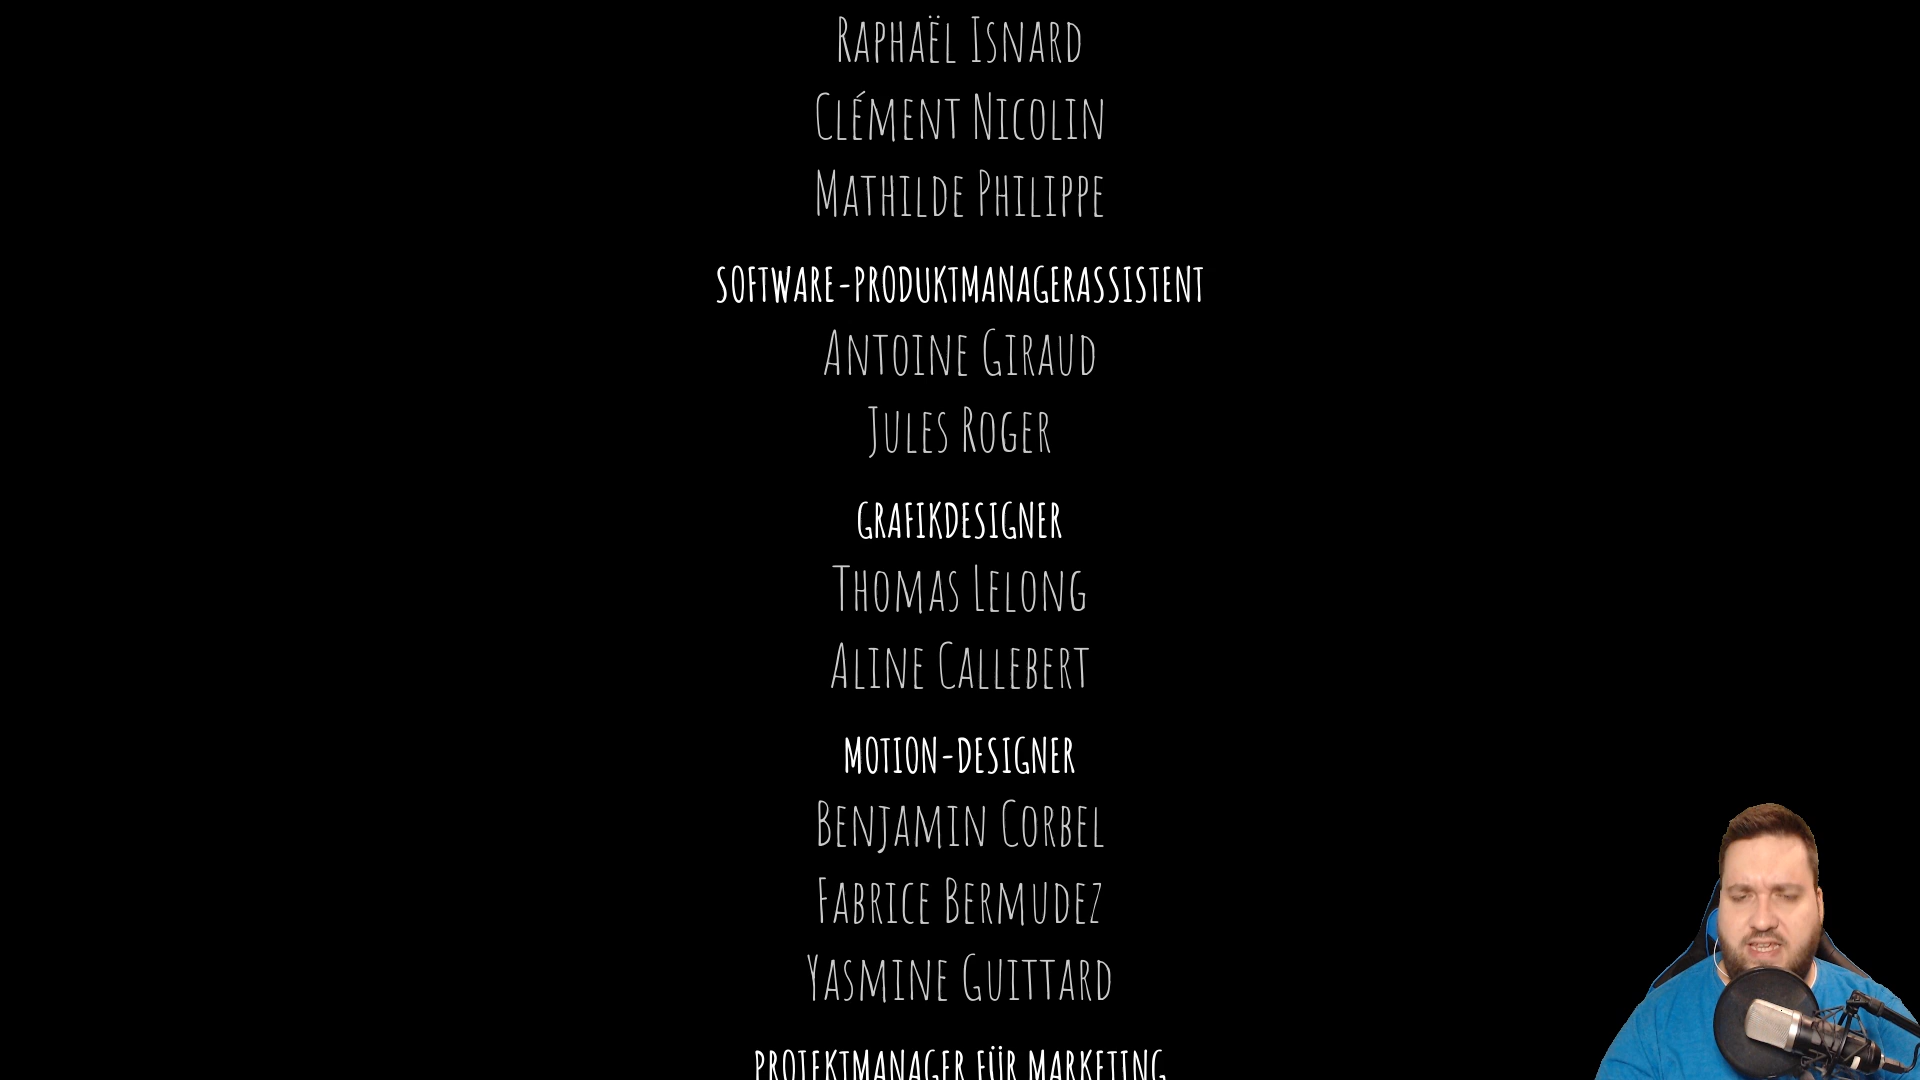 Raphaël Isnard
Clément Nicolin
Mathilde Philippe
SOFTWARE-PRODUKTMANAGERASSISTENT
Antoine Giraud
Jules Roger
GRAFIKDESIGNER
Thomas Lelong
Aline Callebert
MOTION-DESIGNER
Benjamin Corbel
Fabrice Bermudez
Yasmine Guittard
PROJEKTMANAGER FÜR MARKETING